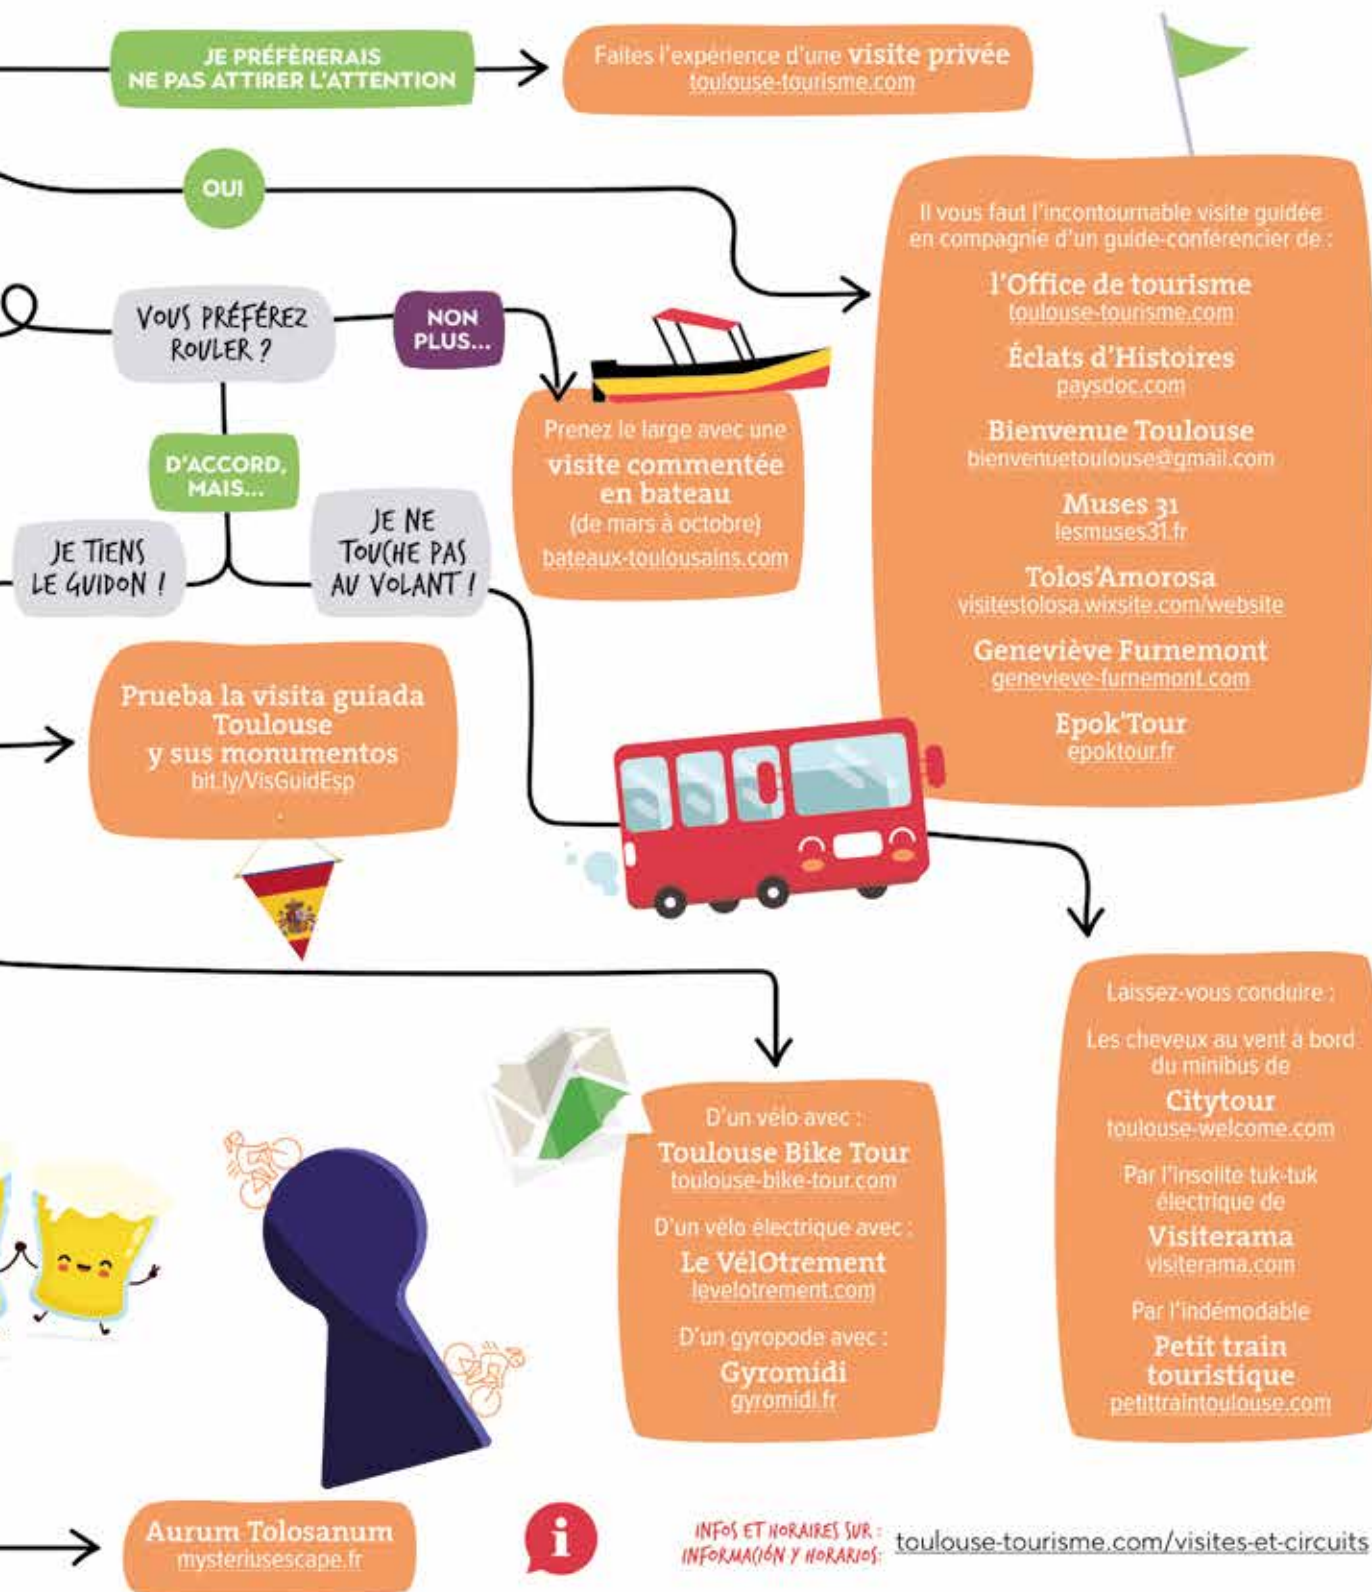 JE PRÉFÈRERAIS
NE PAS ATTIRER L'ATTENTION
Faites l'expérience d'une visite privée
toulouse-tourisme.com
OUI
Il vous faut l'incontournable visite guidée
en compagnie d'un guide-conférencier de :
l'Office de tourisme
toulouse-tourisme.com
Éclats d'Histoires
paysdoc.com
Bienvenue Toulouse
bienvenuetoulouse@gmail.com
Muses 31
lesmuses31.fr
Tolos'Amorosa
visitestolosa.wixsite.com/website
Geneviève Furnemont
genevieve-furnemont.com
Epok'Tour
epoktour.fr
VOUS PRÉFÉREZ
ROULER ?
NON
PLUS...
Prenez le large avec une
visite commentée
en bateau
(de mars à octobre)
bateaux-toulousains.com
D'ACCORD,
MAIS...
JE TIENS
LE GUIDON !
JE NE
TOUCHE PAS
AU VOLANT !
Prueba la visita guiada
Toulouse
y sus monumentos
bit.ly/VisGuidEsp
Laissez-vous conduire :
Les cheveux au vent à bord
du minibus de
Citytour
toulouse-welcome.com
Par l'insolite tuk-tuk
électrique de
Visiterama
visiterama.com
Par l'indémodable
Petit train
touristique
petittraintoulouse.com
D'un vélo avec :
Toulouse Bike Tour
toulouse-bike-tour.com
D'un vélo électrique avec :
Le VélOtrement
levelotrement.com
D'un gyropode avec :
Gyromidi
gyromidi.fr
Aurum Tolosanum
mysteriusescape.fr
i
INFOS ET HORAIRES SUR :
INFORMACIÓN Y HORARIOS:
toulouse-tourisme.com/visites-et-circuits